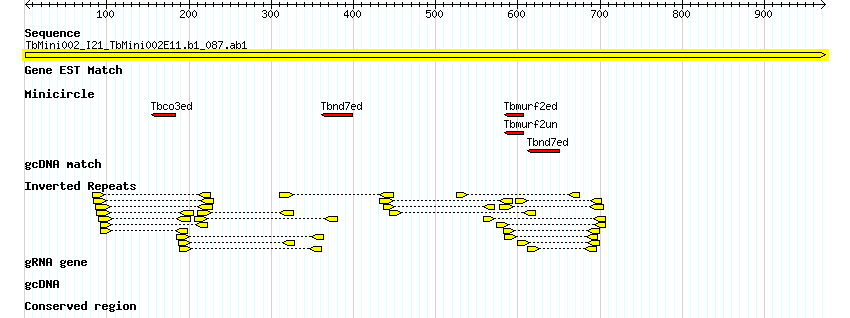 100 200 300 400 500 600 700 800 900
Sequence
TbMini002_I21_TbMini002E11.b1_087.ab1
Gene EST Match
Minicircle
Tbco3ed Tbnd7ed Tbmurf2ed
Tbmurf2un
Tbnd7ed
gcDNA match
Inverted Repeats
gRNA gene
gcDNA
Conserved region